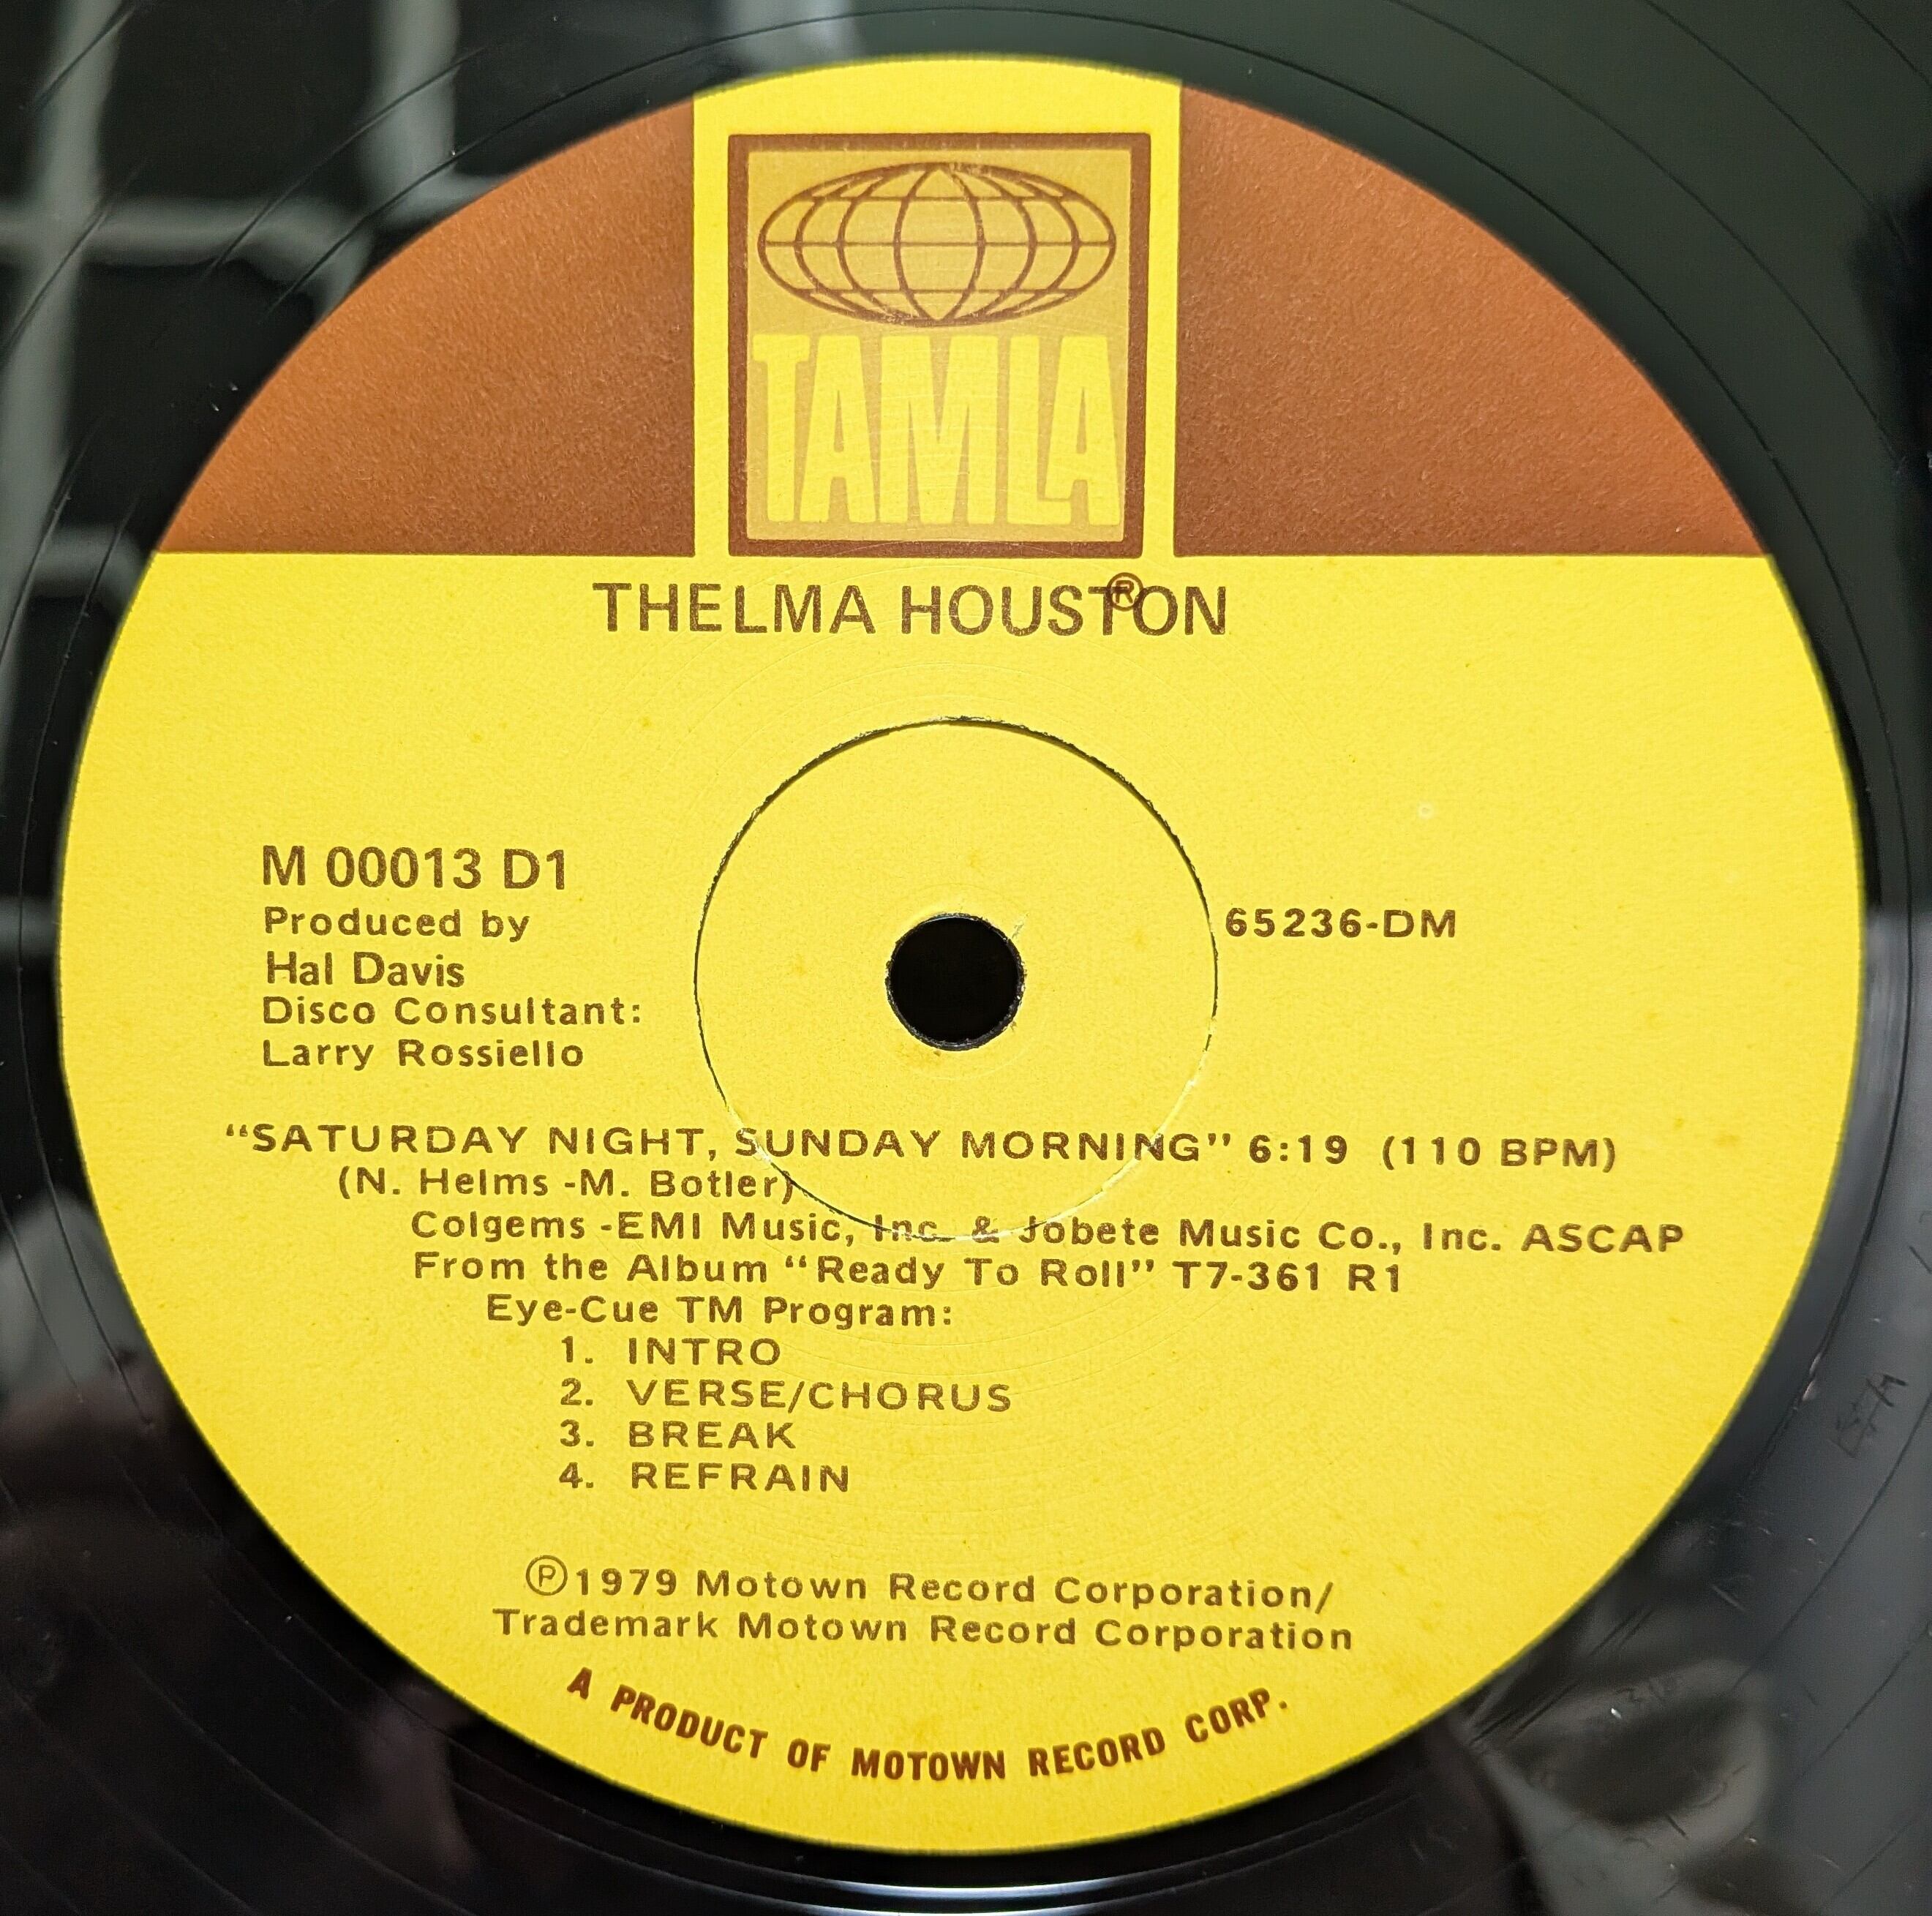 TAMLA
®
THELMA HOUSTON
M 00013 D1
Produced by
Hal Davis
Disco Consultant:
Larry Rossiello
65236-DM
“SATURDAY NIGHT, SUNDAY MORNING” 6:19 (110 BPM)
(N. Helms -M. Botler)
Colgems -EMI Music, Inc. & Jobete Music Co., Inc. ASCAP
From the Album “Ready To Roll” T7-361 R1
Eye-Cue TM Program:
1. INTRO
2. VERSE/CHORUS
3. BREAK
4. REFRAIN
Ⓟ1979 Motown Record Corporation/
Trademark Motown Record Corporation
A PRODUCT OF MOTOWN RECORD CORP.